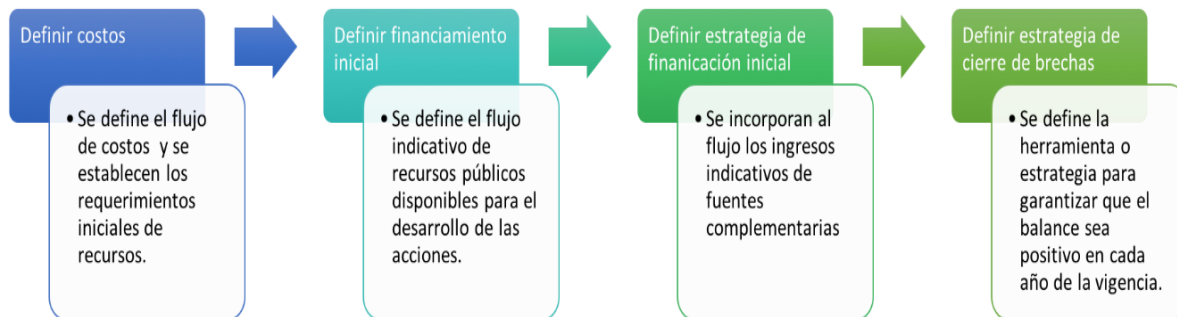 Definir costos
• Se define el flujo
de costos y se
establecen los
requerimientos
iniciales de
recursos.
Definir financiamiento
inicial
• Se define el flujo
indicativo de
recursos públicos
disponibles para el
desarrollo de las
acciones.
Definir estrategia de
finanicación inicial
• Se incorporan al
flujo los ingresos
indicativos de
fuentes
complementarias
Definir estrategia de
cierre de brechas
• Se define la
herramienta o
estrategia para
garantizar que el
balance sea
positivo en cada
año de la vigencia.